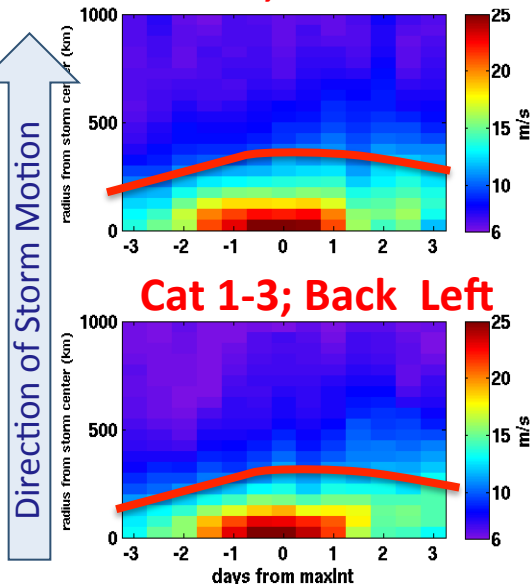 Direction of Storm Motion
1000
500
0
radius from storm center (km)
-3 -2 -1 0 1 2 3
25
20
15
10
6
m/s
Cat 1-3; Back Left
1000
500
0
radius from storm center (km)
-3 -2 -1 0 1 2 3
days from maxInt
25
20
15
10
6
m/s